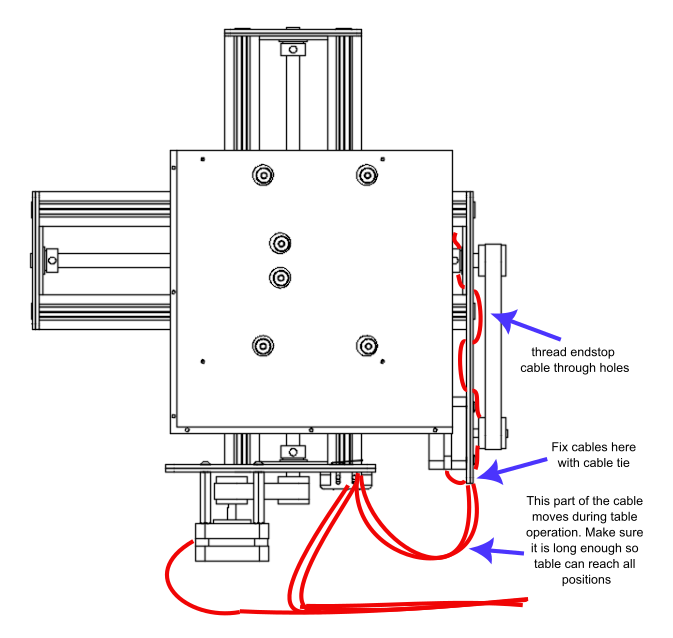 thread endstop
cable through holes
Fix cables here
with cable tie
This part of the cable
moves during table
operation. Make sure
it is long enough so
table can reach all
positions